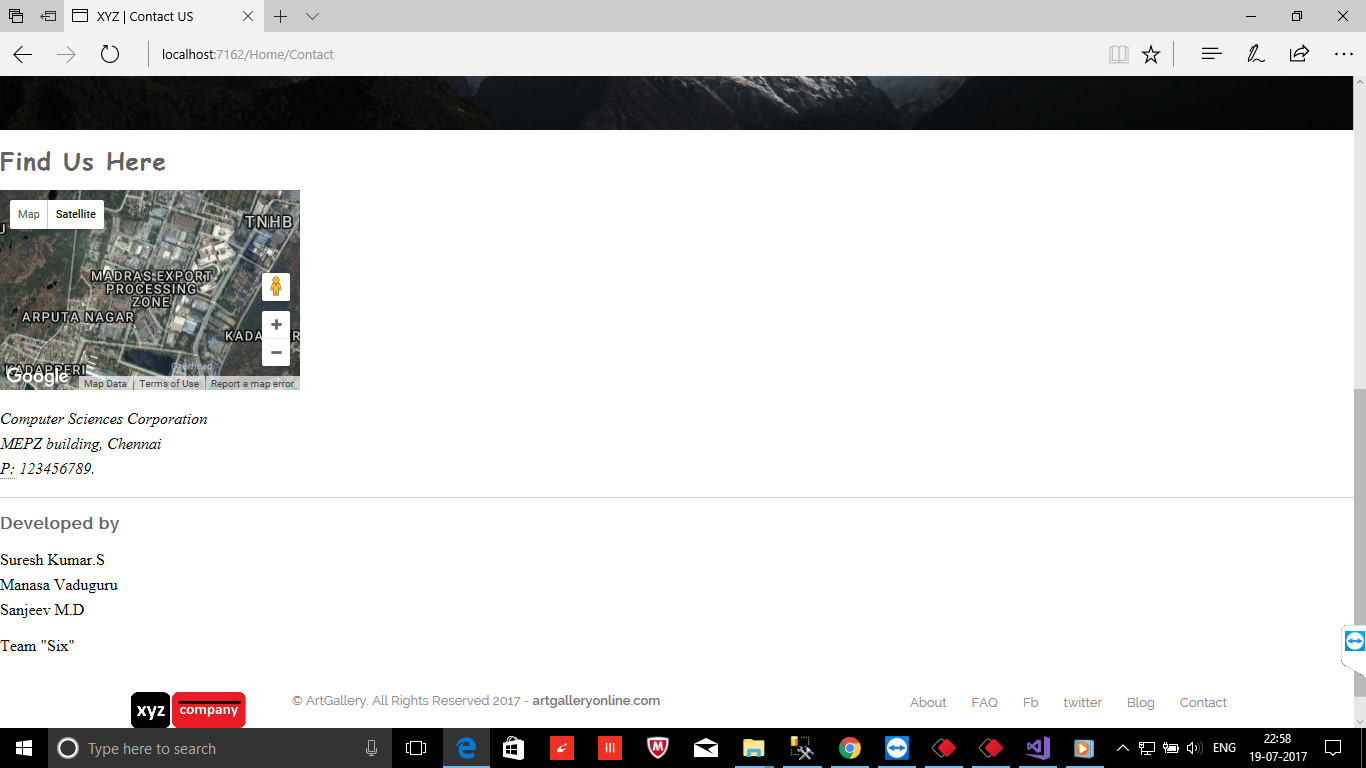 XYZ | Contact US
localhost:7162/Home/Contact
Find Us Here
Map Satellite
TNHB
MADRAS EXPORT
PROCESSING
ZONE
ARPUTA NAGAR
KADAPPERI
Overhead
Google
Map Data Terms of Use Report a map error
Computer Sciences Corporation
MEPZ building, Chennai
P: 123456789.
Developed by
Suresh Kumar.S
Manasa Vaduguru
Sanjeev M.D
Team "Six"
xyz company
© ArtGallery. All Rights Reserved 2017 - artgalleryonline.com
About FAQ Fb twitter Blog Contact
Type here to search
ENG
22:58
19-07-2017